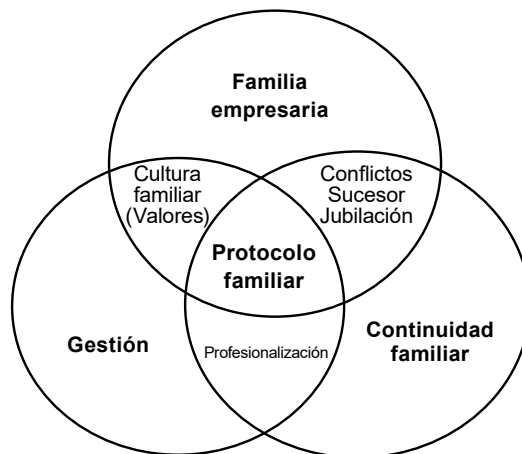 Familia
empresaria
Cultura
familiar
(Valores)
Conflictos
Sucesor
Jubilación
Protocolo
familiar
Gestión
Profesionalización
Continuidad
familiar